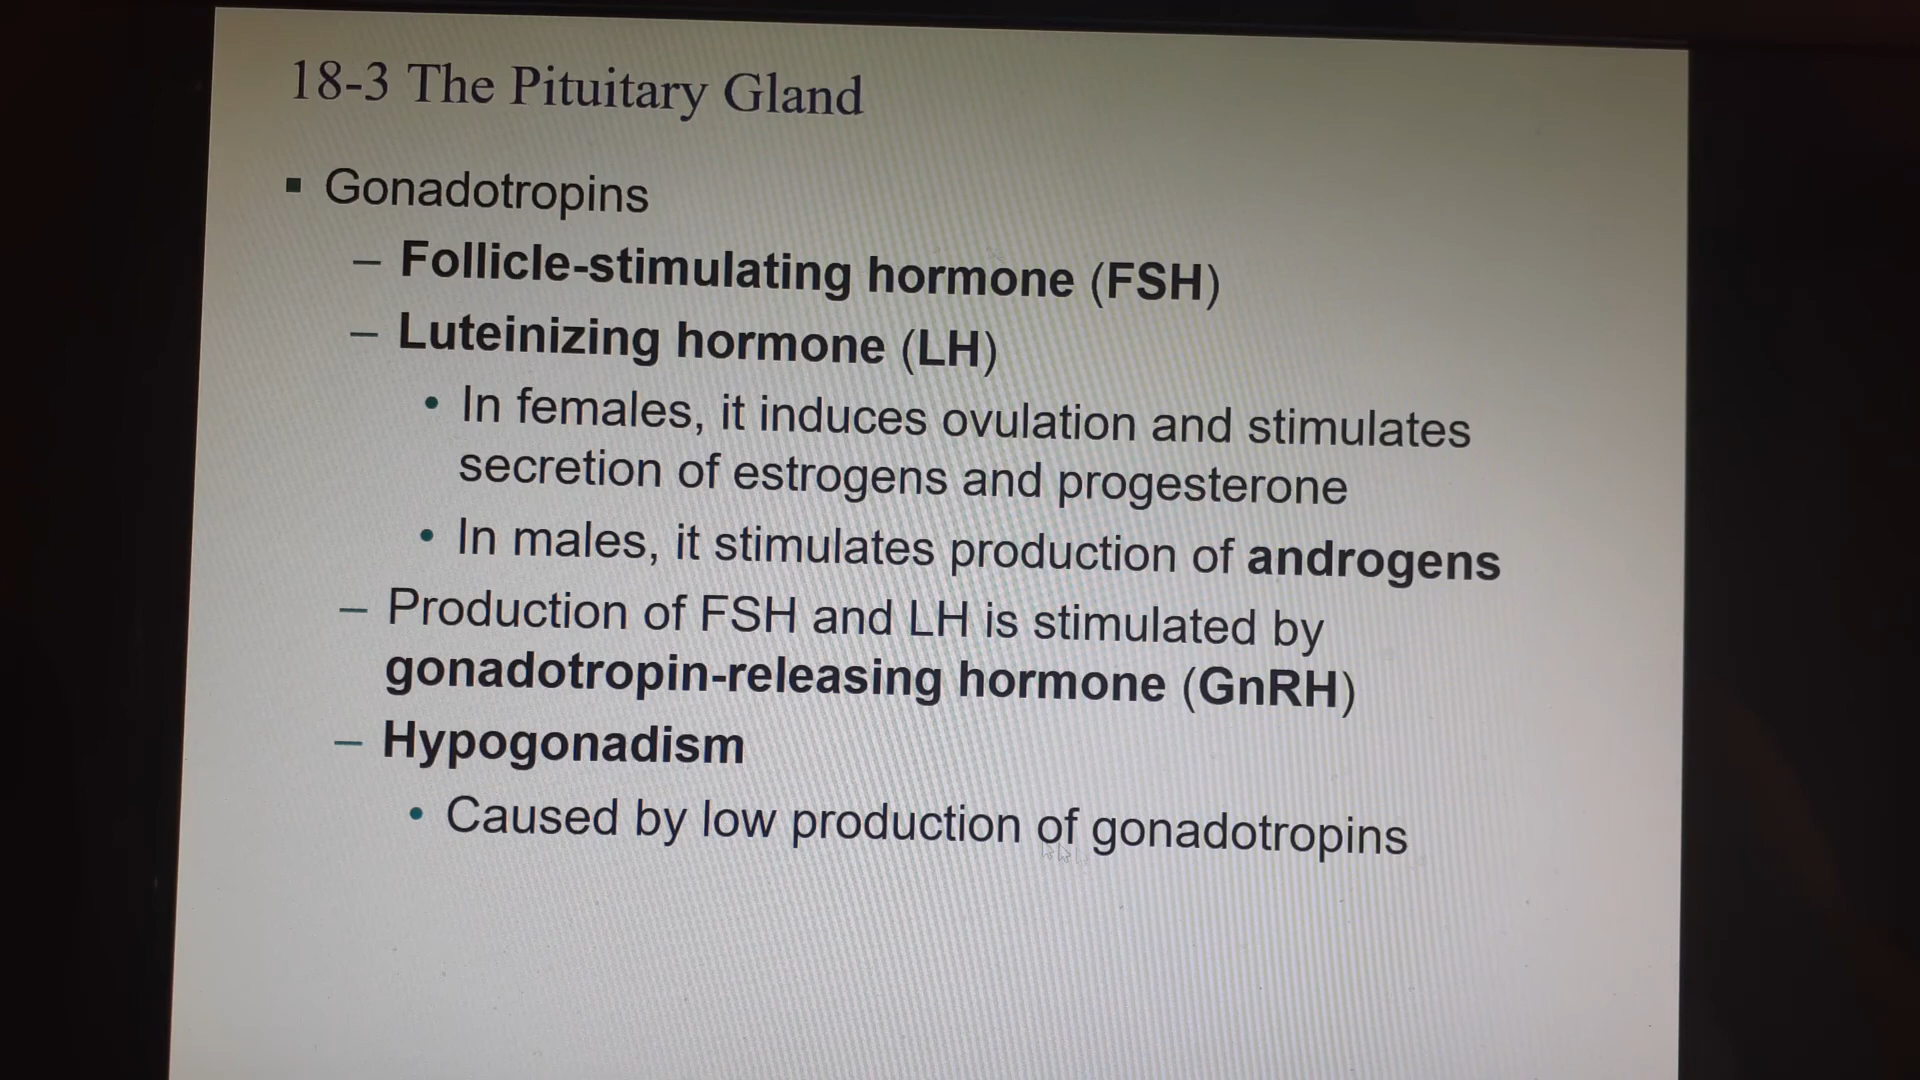 18-3 The Pituitary Gland
▪ Gonadotropins
– Follicle-stimulating hormone (FSH)
– Luteinizing hormone (LH)
• In females, it induces ovulation and stimulates
secretion of estrogens and progesterone
• In males, it stimulates production of androgens
– Production of FSH and LH is stimulated by
gonadotropin-releasing hormone (GnRH)
– Hypogonadism
• Caused by low production of gonadotropins